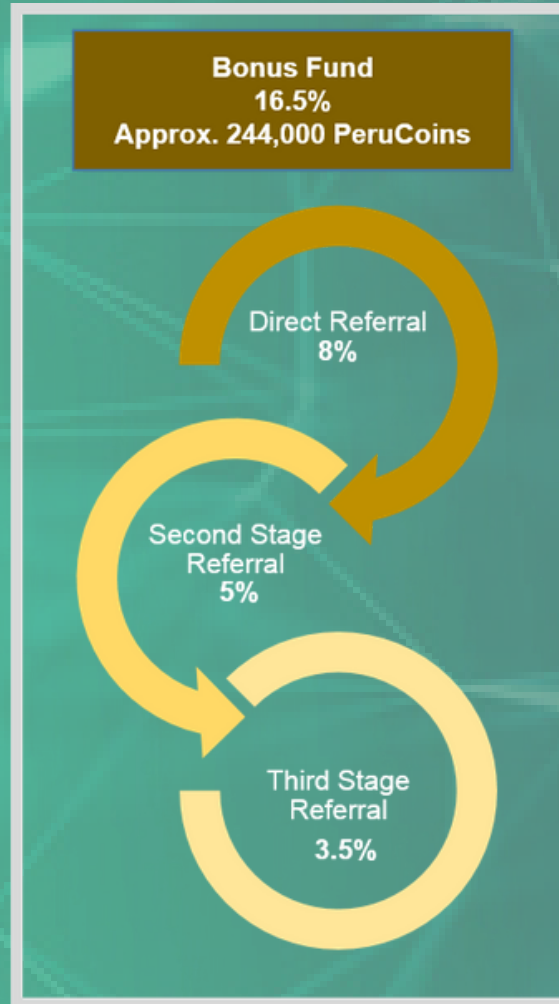 Bonus Fund
16.5%
Approx. 244,000 PeruCoins
Direct Referral
8%
Second Stage
Referral
5%
Third Stage
Referral
3.5%